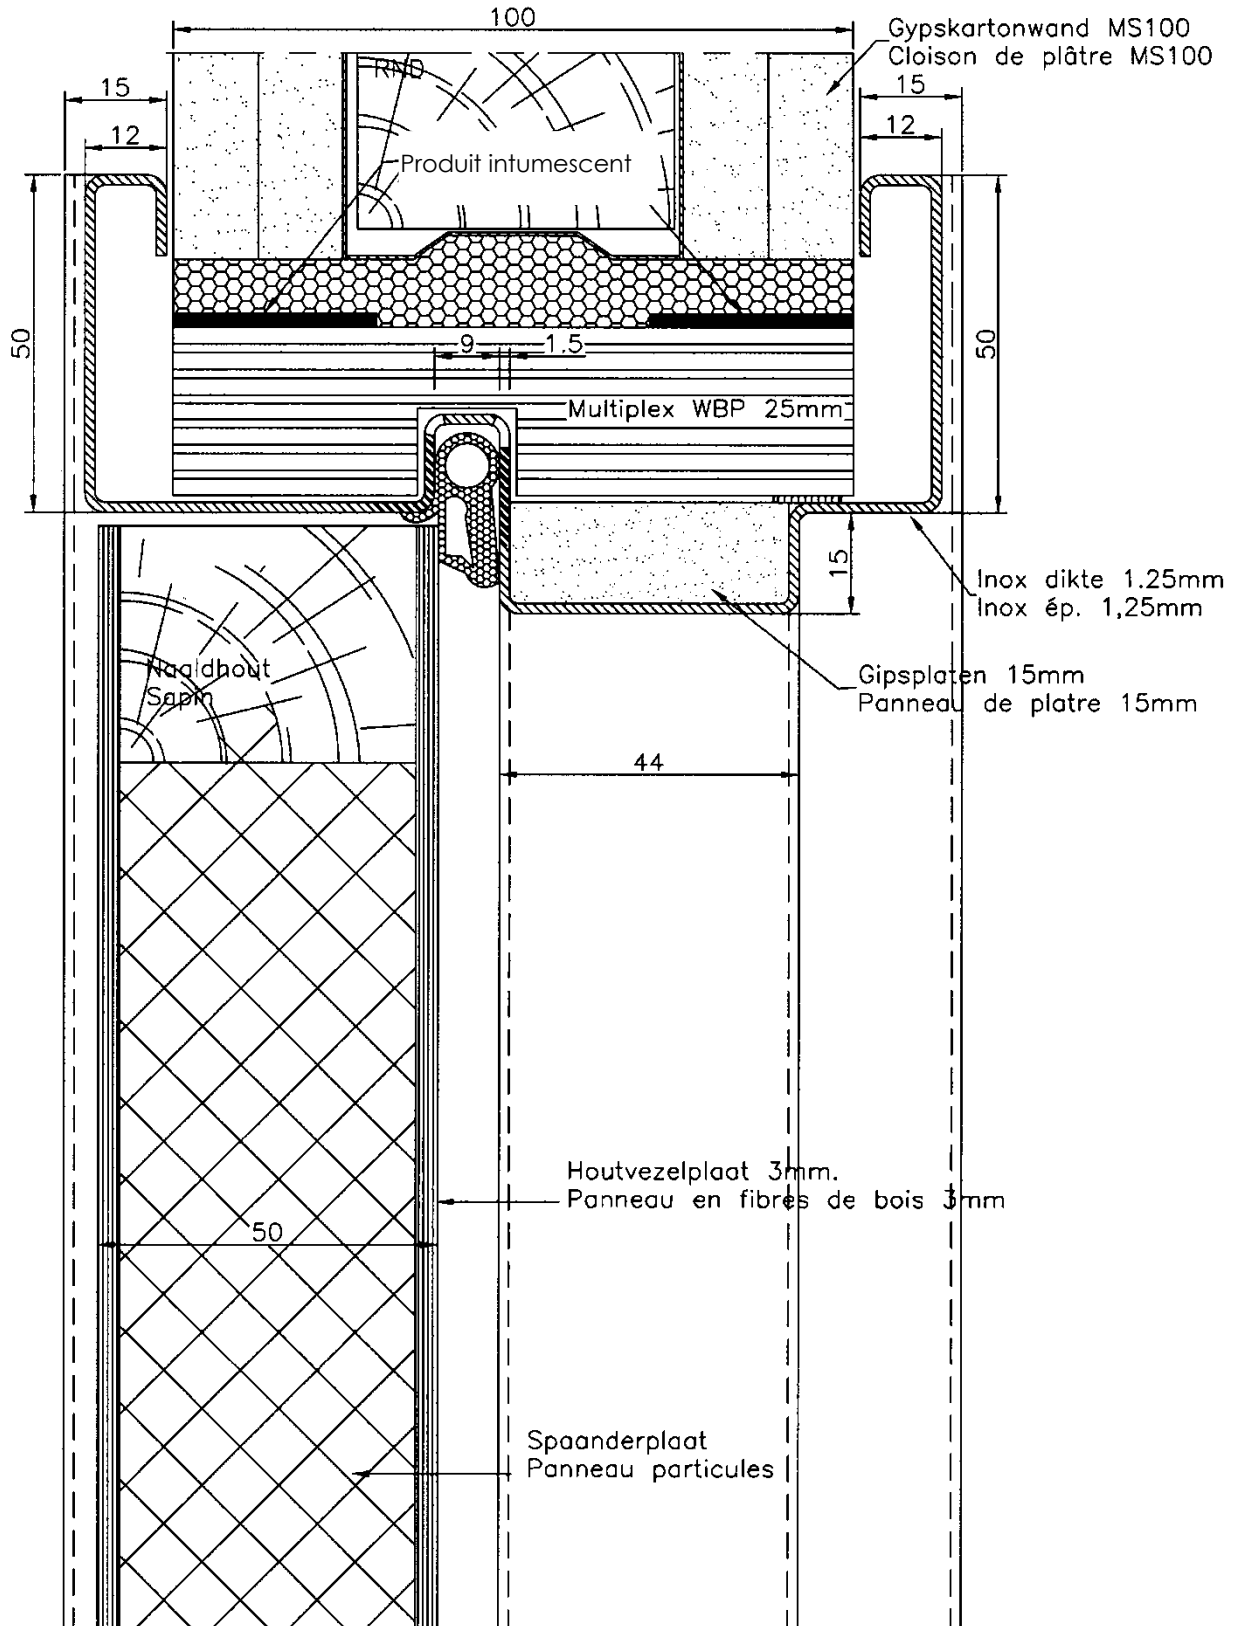 100
Gypskartonwand MS100
Cloison de plâtre MS100
RND
15
15
12
12
Produit intumescent
50
50
9
1.5
Multiplex WBP 25mm
15
Inox dikte 1.25mm
Inox ép. 1,25mm
Naaldhout
Sapin
Gipsplaten 15mm
Panneau de platre 15mm
44
Houtvezelplaat 3mm.
Panneau en fibres de bois 3mm
50
Spaanderplaat
Panneau particules